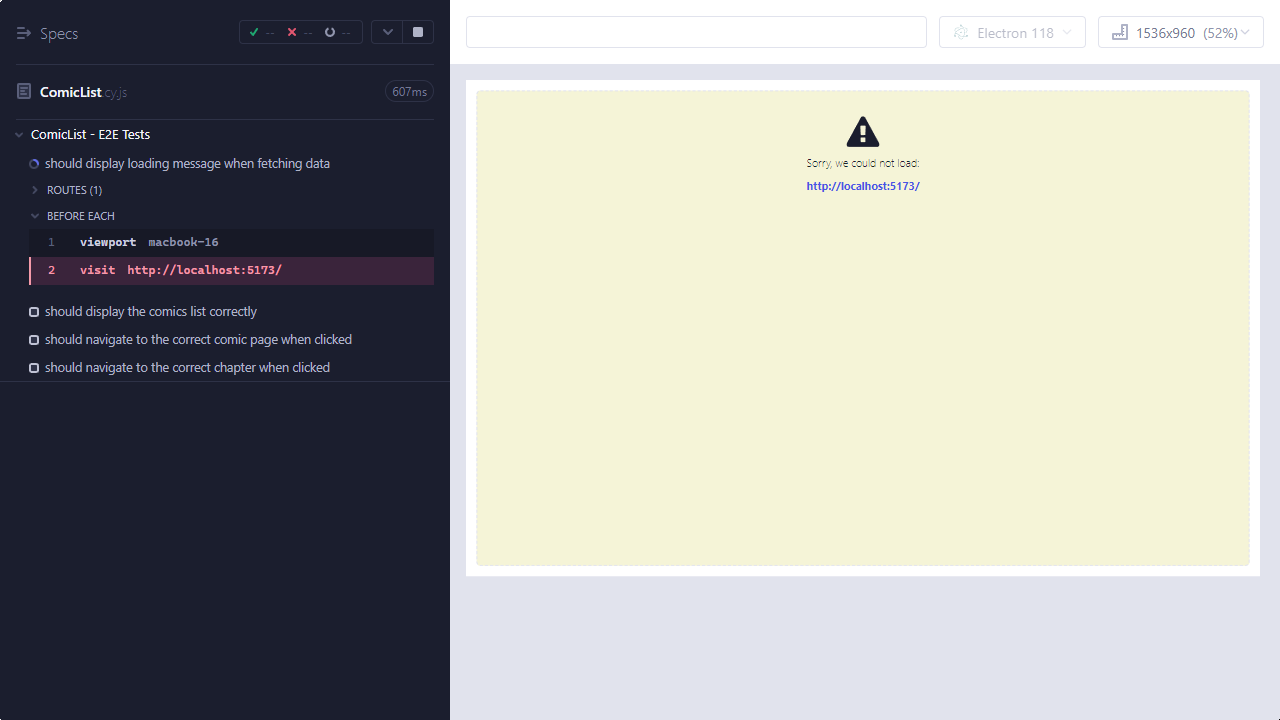 Specs
-- -- --
ComicList.cy.js 607ms
ComicList - E2E Tests
should display loading message when fetching data
ROUTES (1)
BEFORE EACH
1 viewport macbook-16
2 visit http://localhost:5173/
should display the comics list correctly
should navigate to the correct comic page when clicked
should navigate to the correct chapter when clicked
Electron 118
1536x960 (52%)
Sorry, we could not load:
http://localhost:5173/